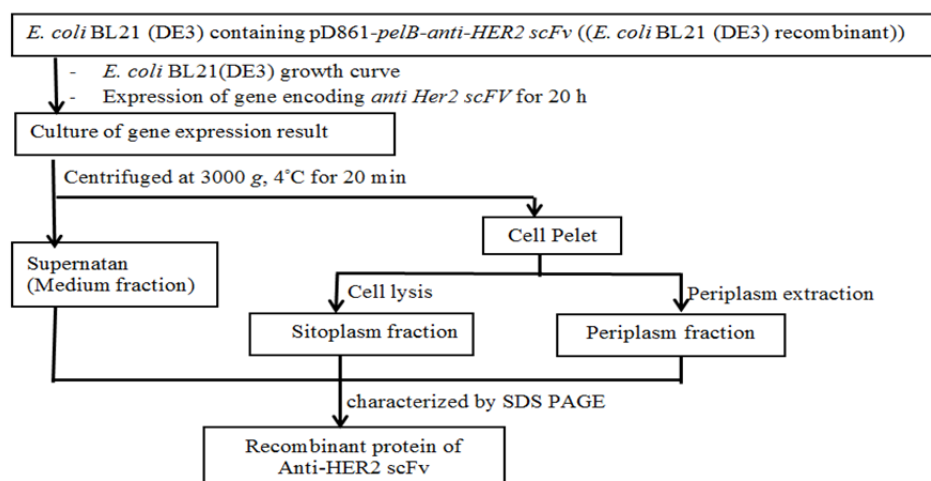 E. coli BL21 (DE3) containing pD861-pelB-anti-HER2 scFv ((E. coli BL21 (DE3) recombinant))
- E. coli BL21(DE3) growth curve
- Expression of gene encoding anti Her2 scFV for 20 h
Culture of gene expression result
Centrifuged at 3000 g, 4°C for 20 min
Cell Pelet
Supernatan
(Medium fraction)
Cell lysis
Periplasm extraction
Sitoplasm fraction
Periplasm fraction
characterized by SDS PAGE
Recombinant protein of
Anti-HER2 scFv